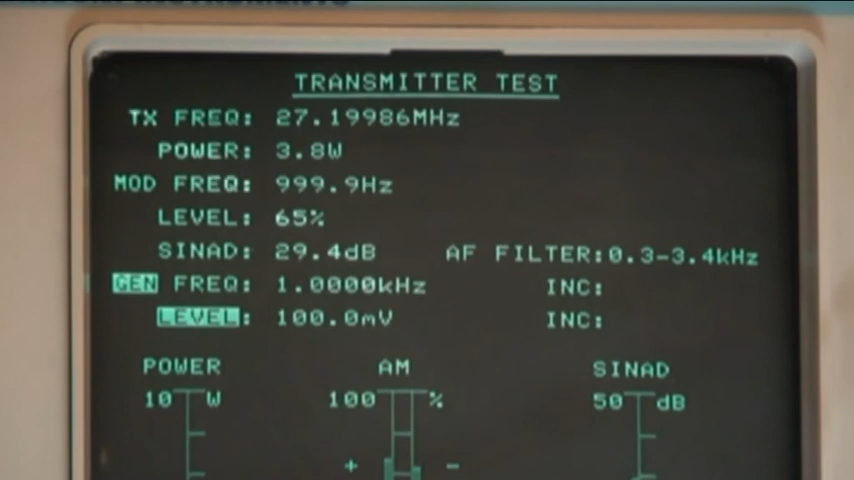 TRANSMITTER TEST
TX FREQ: 27.19986MHz
POWER: 3.8W
MOD FREQ: 999.9Hz
LEVEL: 65%
SINAD: 29.4dB AF FILTER:0.3-3.4kHz
GEN FREQ: 1.0000kHz INC:
LEVEL: 100.0mV INC:
POWER AM SINAD
10 W 100 % 50 dB
+ -